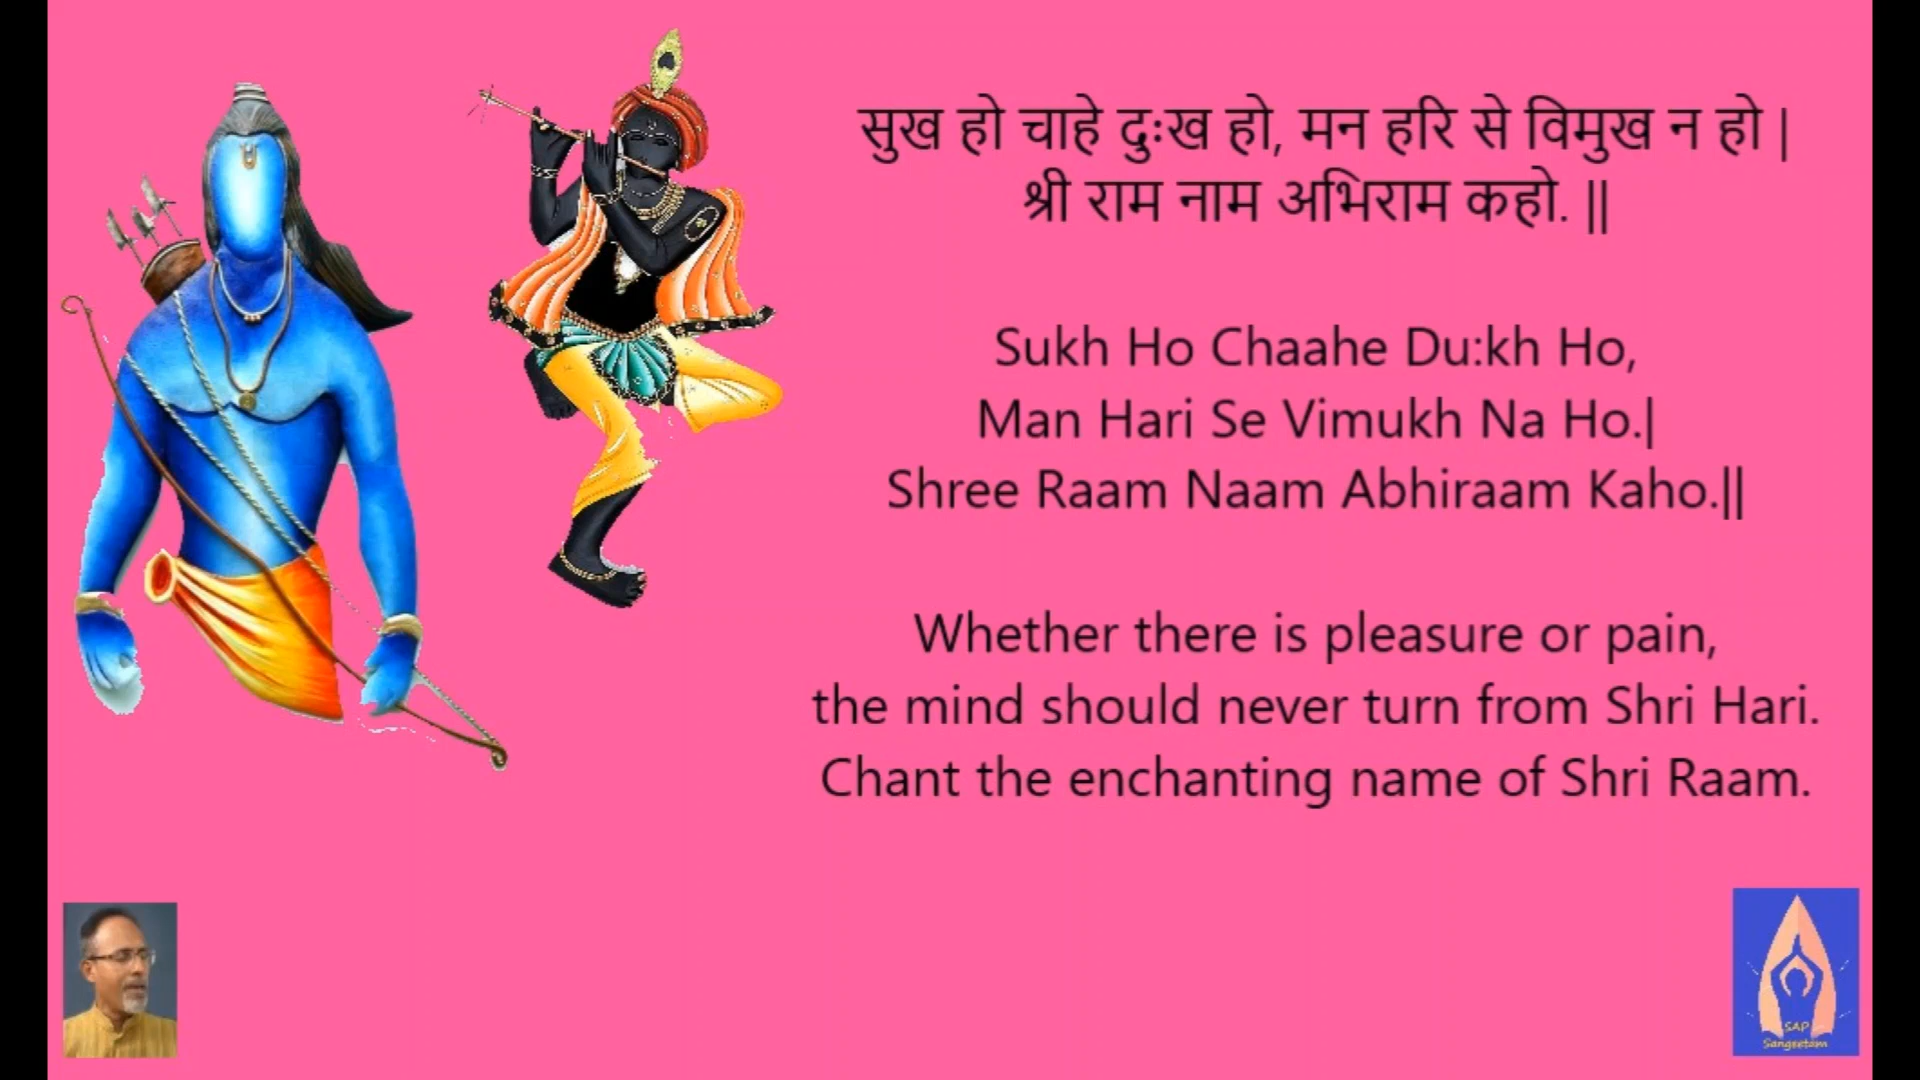 सुख हो चाहे दुःख हो, मन हरि से विमुख न हो |
श्री राम नाम अभिराम कहो. ||
Sukh Ho Chaahe Du:kh Ho,
Man Hari Se Vimukh Na Ho.|
Shree Raam Naam Abhiraam Kaho.||
Whether there is pleasure or pain,
the mind should never turn from Shri Hari.
Chant the enchanting name of Shri Raam.
SAP
Sangeetam